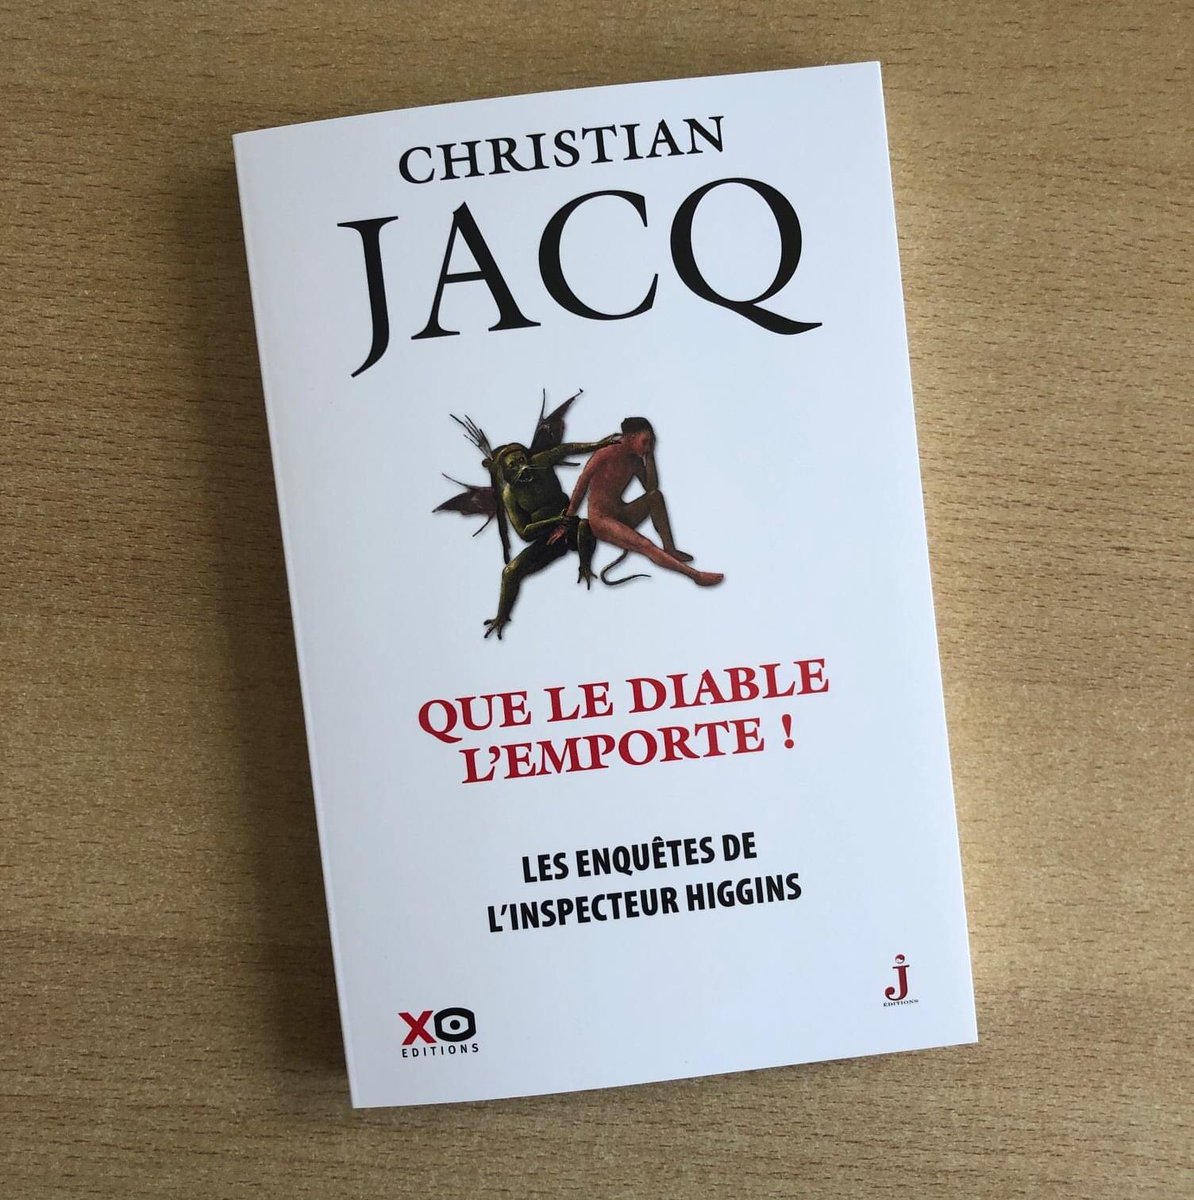 CHRISTIAN
JACQ
QUE LE DIABLE
L'EMPORTE !
LES ENQUÊTES DE
L'INSPECTEUR HIGGINS
XO
EDITIONS
J
ÉDITIONS